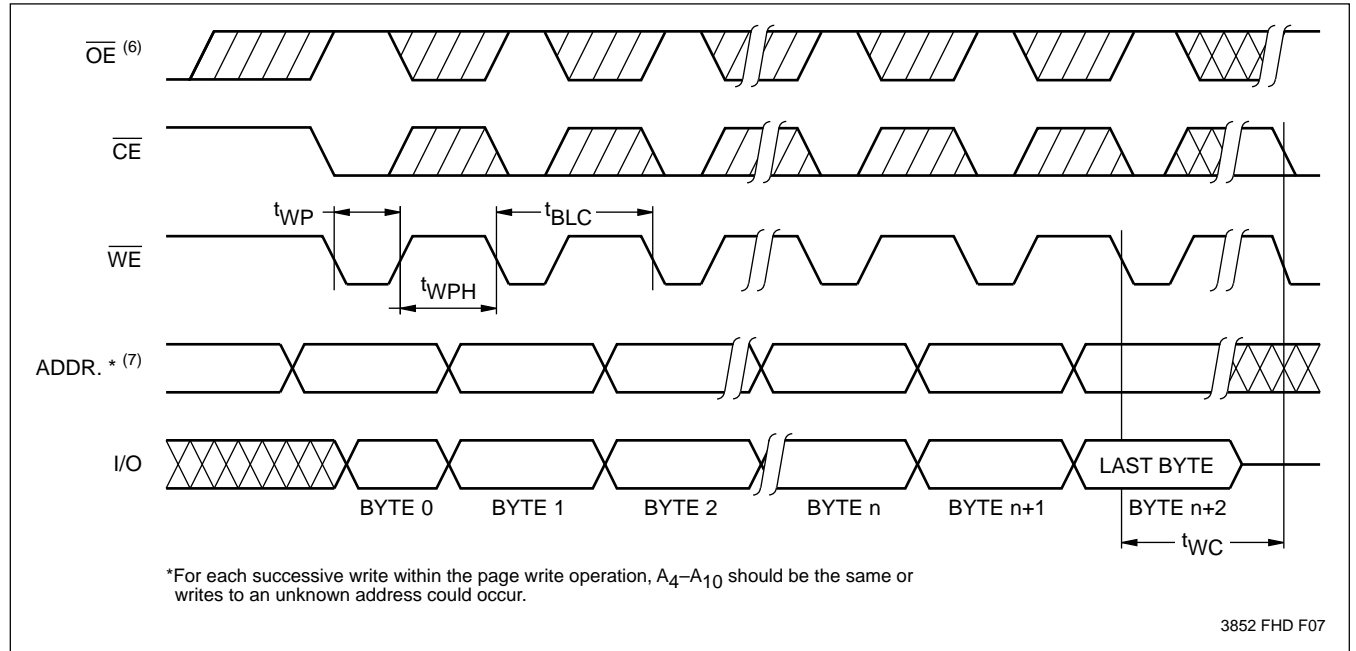 OE (6)
CE
tWP
tBLC
WE
tWPH
ADDR. * (7)
I/O
LAST BYTE
BYTE 0 BYTE 1 BYTE 2 BYTE n BYTE n+1 BYTE n+2
tWC
*For each successive write within the page write operation, A4–A10 should be the same or
writes to an unknown address could occur.
3852 FHD F07